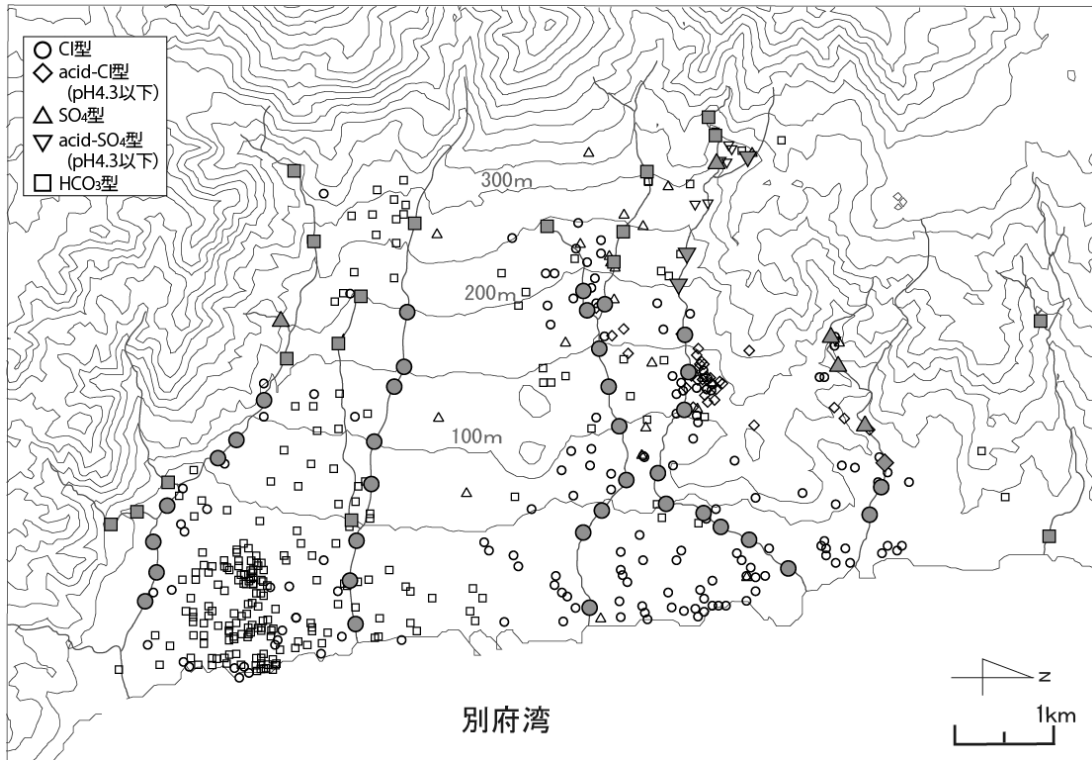 Cl型
acid-Cl型
(pH4.3以下)
SO₄型
acid-SO₄型
(pH4.3以下)
HCO₃型
300m
200m
100m
別府湾
N
1km